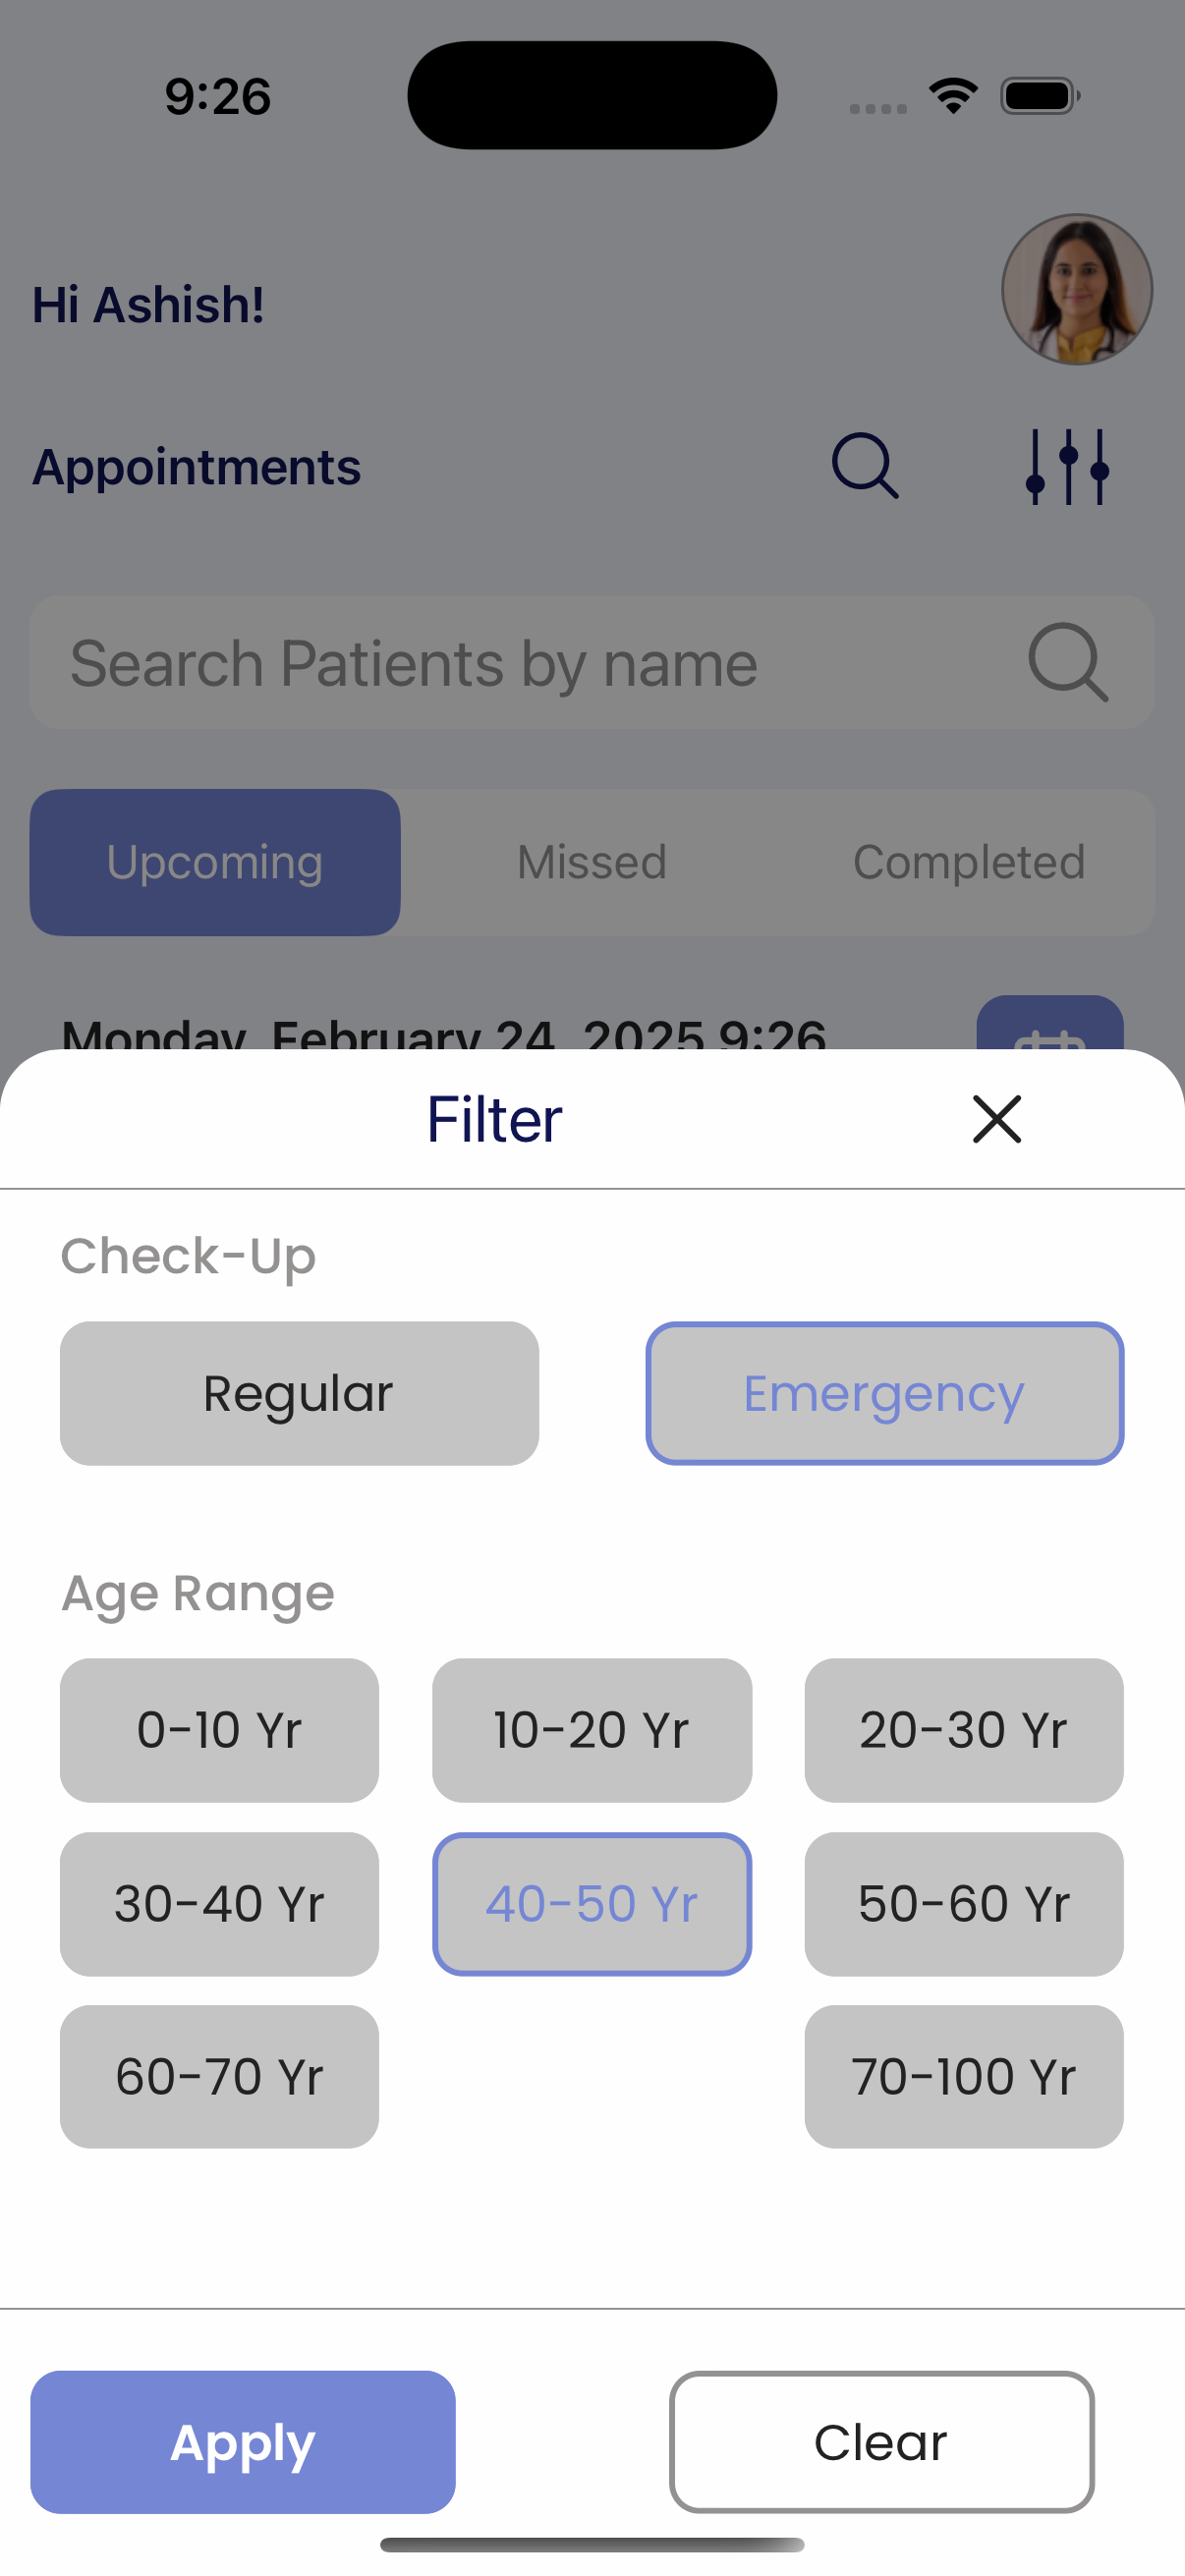 9:26
Hi Ashish!
Appointments
Search Patients by name
Upcoming Missed Completed
Monday, February 24, 2025 9:26
Filter
Check-Up
Regular Emergency
Age Range
0-10 Yr 10-20 Yr 20-30 Yr
30-40 Yr 40-50 Yr 50-60 Yr
60-70 Yr 70-100 Yr
Apply Clear